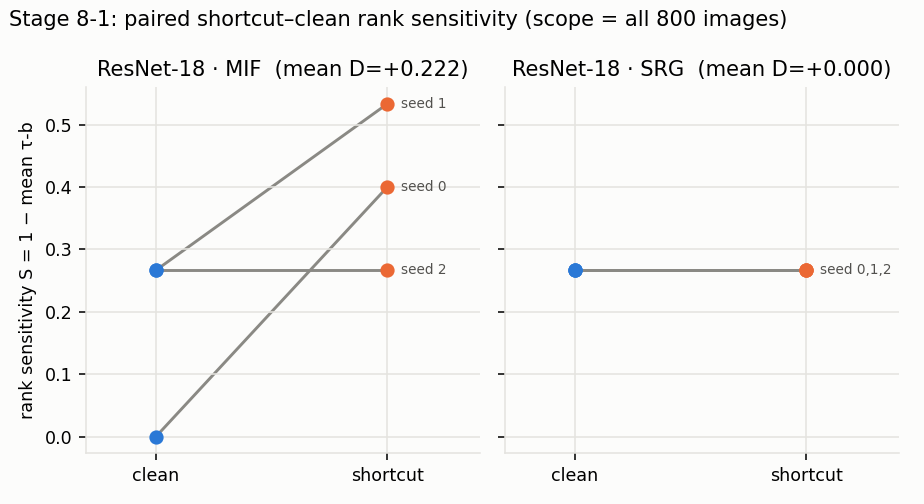 Stage 8-1: paired shortcut–clean rank sensitivity (scope = all 800 images)
ResNet-18 · MIF (mean D=+0.222)
rank sensitivity S = 1 − mean τ-b
0.5
0.4
0.3
0.2
0.1
0.0
seed 1
seed 0
seed 2
clean
shortcut
ResNet-18 · SRG (mean D=+0.000)
seed 0,1,2
clean
shortcut